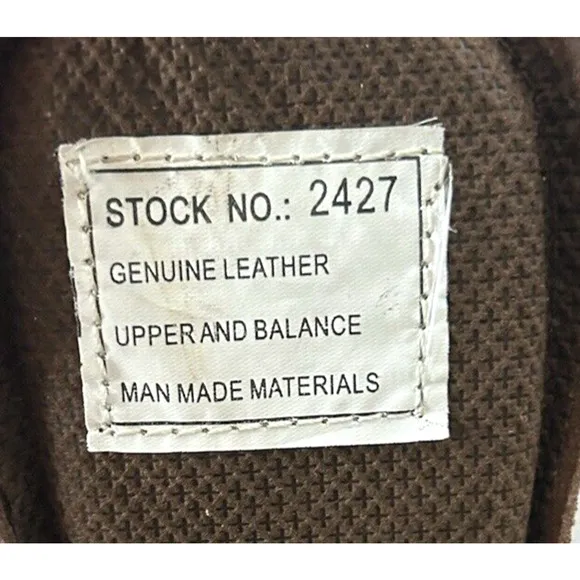 STOCK NO.: 2427
GENUINE LEATHER
UPPER AND BALANCE
MAN MADE MATERIALS